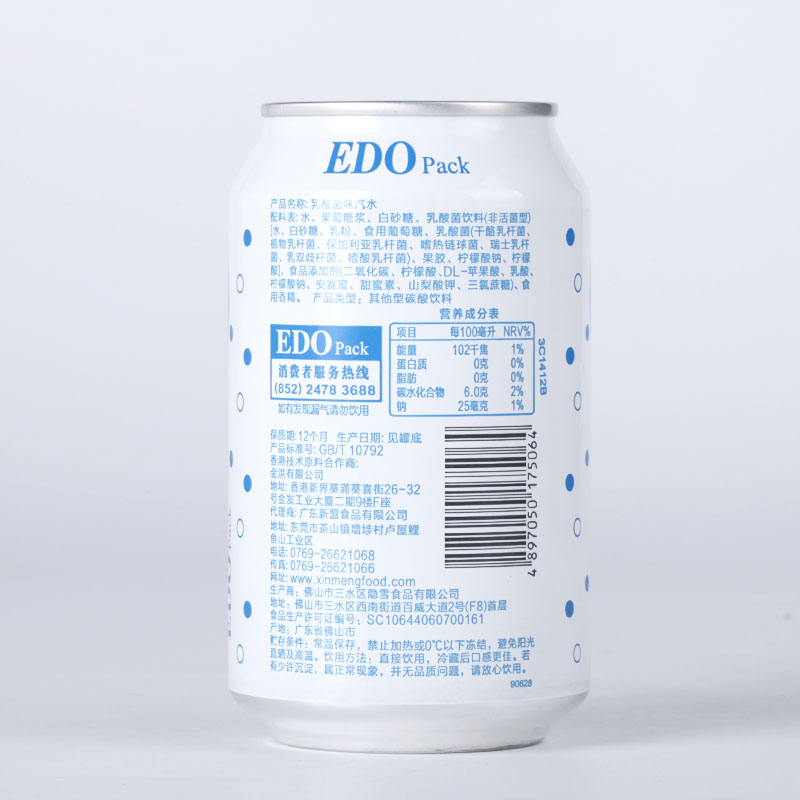 EDO Pack
产品名称: 乳酸菌味汽水
配料表: 水、果葡糖浆、白砂糖、乳酸菌饮料(非活菌型)
[水、白砂糖、乳粉、食用葡萄糖、乳酸菌(干酪乳杆菌、
植物乳杆菌、保加利亚乳杆菌、嗜热链球菌、瑞士乳杆
菌、乳双歧杆菌、嗜酸乳杆菌)、果胶、柠檬酸钠、柠檬
酸]、食品添加剂(二氧化碳、柠檬酸、DL-苹果酸、乳酸、
柠檬酸钠、安赛蜜、甜蜜素、山梨酸钾、三氯蔗糖)、食
用香精。 产品类型: 其他型碳酸饮料
营养成分表
项目 每100毫升 NRV%
能量 102千焦 1%
蛋白质 0克 0%
脂肪 0克 0%
碳水化合物 6.0克 2%
钠 25毫克 1%
3C1412B
EDO Pack
消费者服务热线
(852) 2478 3688
如有发现漏气请勿饮用
保质期: 12个月 生产日期: 见罐底
产品标准号: GB/T 10792
香港技术原料合作商:
金洪有限公司
地址: 香港新界葵涌葵喜街26-32
号金发工业大厦二期9楼F座
代理商: 广东新盟食品有限公司
地址: 东莞市茶山镇增埗村卢屋鲤
鱼山工业区
电话: 0769-26621068
传真: 0769-26621066
网址: www.xinmengfood.com
生产商: 佛山市三水区隐雪食品有限公司
地址: 佛山市三水区西南街道百威大道2号(F8)首层
食品生产许可证编号: SC10644060700161
产地: 广东省佛山市
贮存条件: 常温保存, 禁止加热或0℃以下冻结, 避免阳光
直晒及高温。饮用方法: 直接饮用, 冷藏后口感更佳。若
有少许沉淀, 属正常现象, 并无品质问题, 请放心饮用。
4 897050 175064
90628